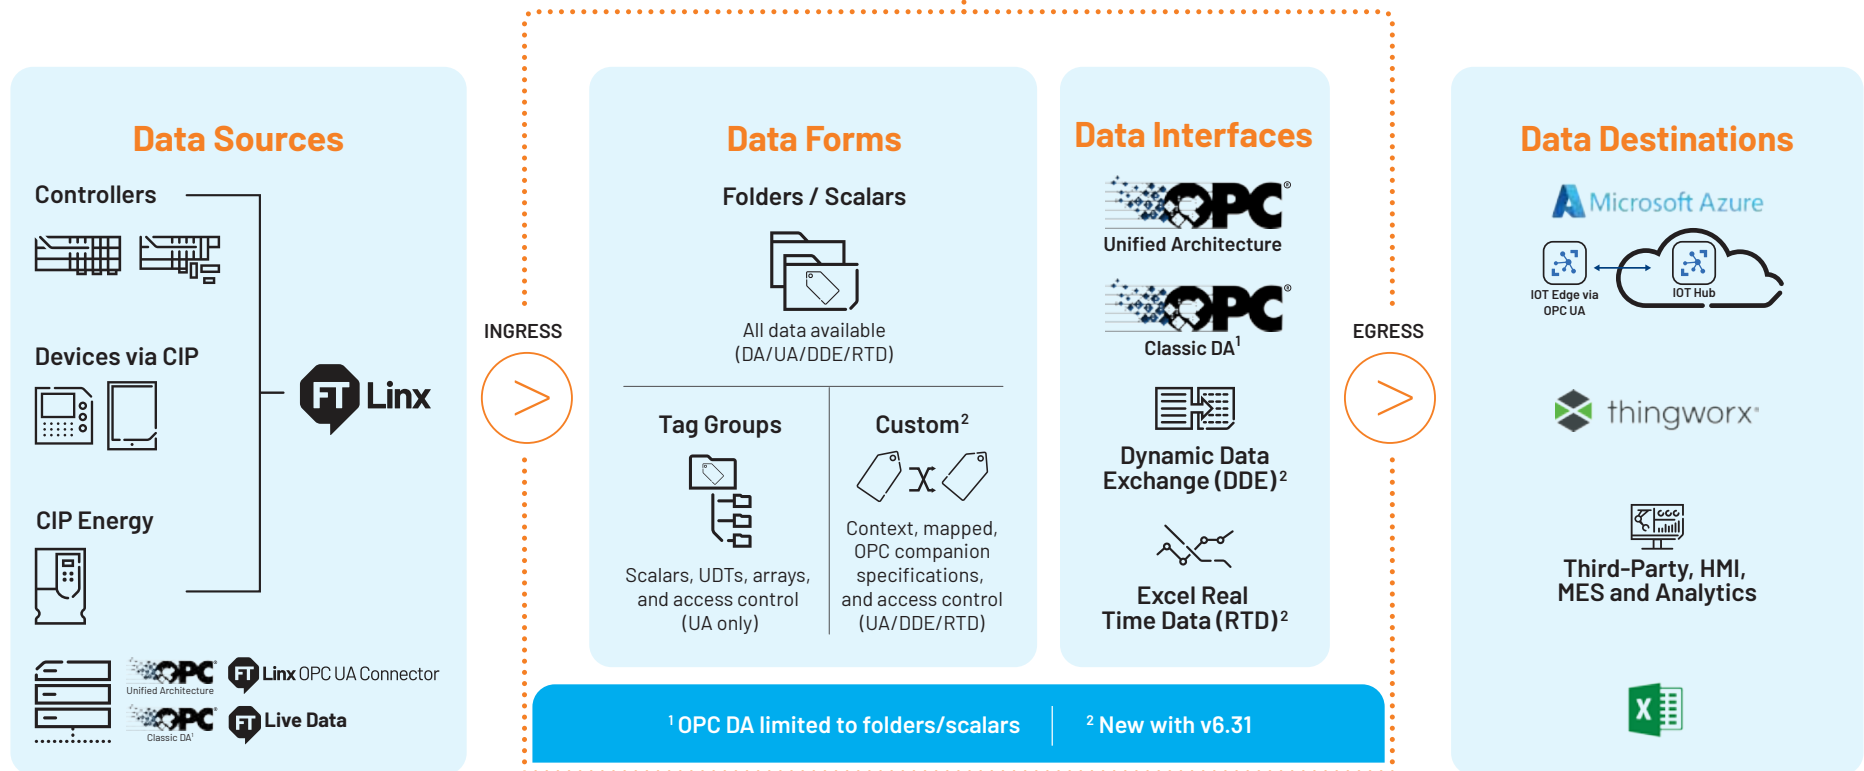 Data Sources
Controllers
Devices via CIP
FT Linx
CIP Energy
OPC
Unified Architecture
FT Linx OPC UA Connector
OPC
Classic DA¹
FT Live Data
INGRESS
>
Data Forms
Folders / Scalars
All data available
(DA/UA/DDE/RTD)
Tag Groups
Scalars, UDTs, arrays,
and access control
(UA only)
Custom²
Context, mapped,
OPC companion
specifications,
and access control
(UA/DDE/RTD)
Data Interfaces
OPC®
Unified Architecture
OPC®
Classic DA¹
Dynamic Data
Exchange (DDE)²
Excel Real
Time Data (RTD)²
¹ OPC DA limited to folders/scalars
² New with v6.31
EGRESS
>
Data Destinations
Microsoft Azure
IOT Edge via
OPC UA
IOT Hub
thingworx®
Third-Party, HMI,
MES and Analytics
X